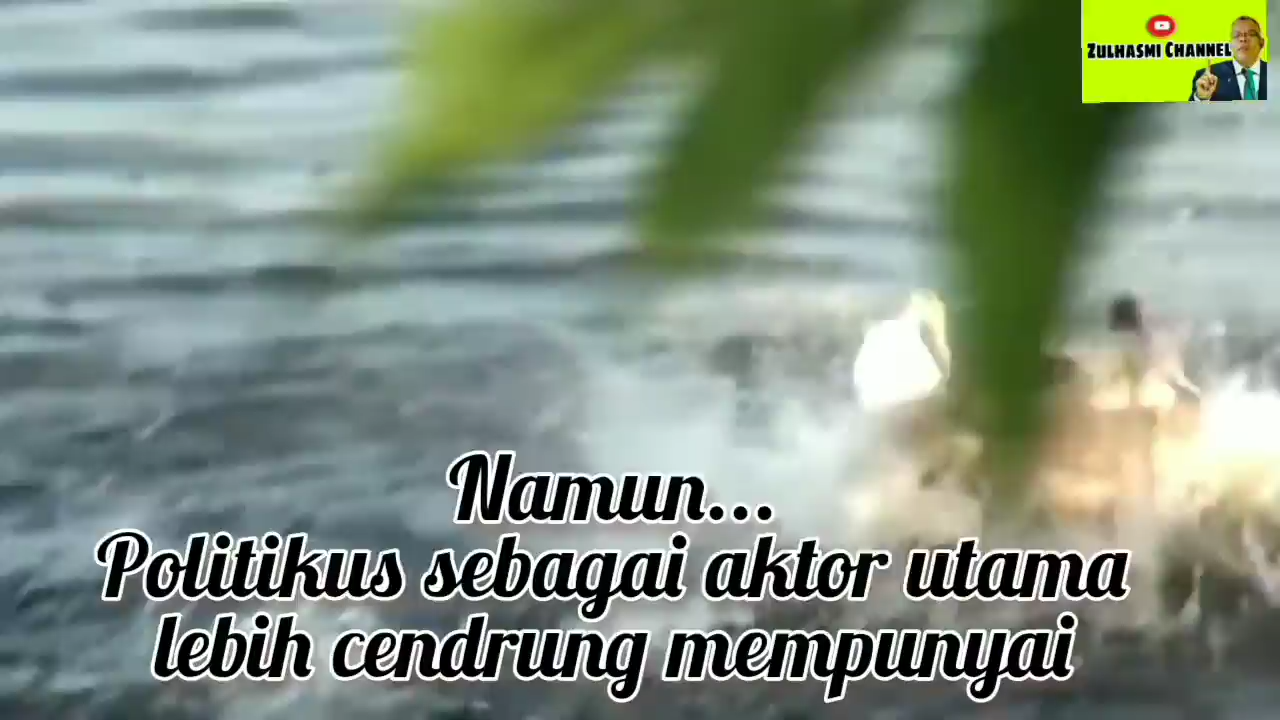 ZULHASMI CHANNEL
Namun...
Politikus sebagai aktor utama
lebih cendrung mempunyai